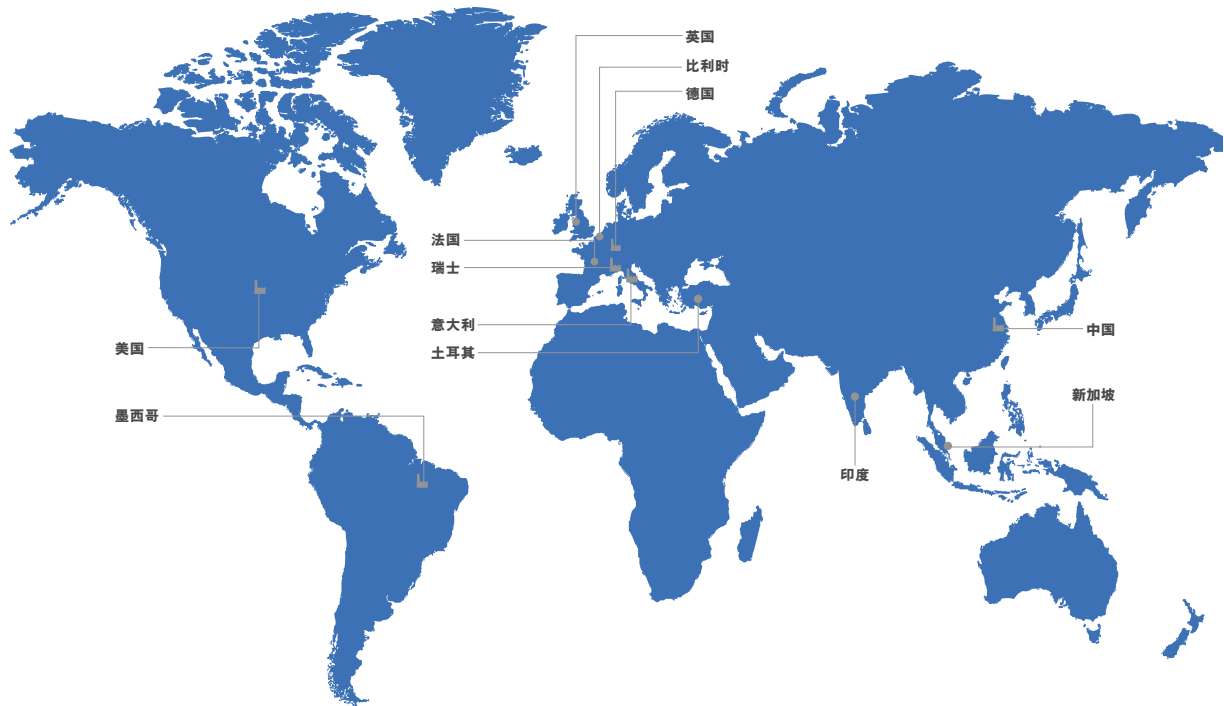 英国
比利时
德国
法国
瑞士
意大利
土耳其
美国
墨西哥
中国
新加坡
印度